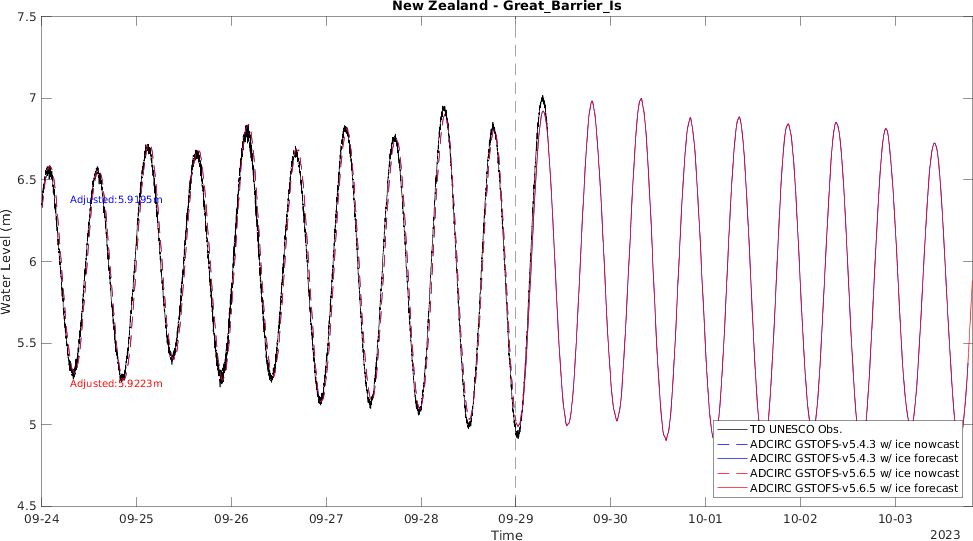 New Zealand - Great_Barrier_Is
7.5
7
6.5
6
5.5
5
4.5
Water Level (m)
Adjusted:5.9195m
Adjusted:5.9223m
TD UNESCO Obs.
ADCIRC GSTOFS-v5.4.3 w/ ice nowcast
ADCIRC GSTOFS-v5.4.3 w/ ice forecast
ADCIRC GSTOFS-v5.6.5 w/ ice nowcast
ADCIRC GSTOFS-v5.6.5 w/ ice forecast
09-24 09-25 09-26 09-27 09-28 09-29 09-30 10-01 10-02 10-03
Time
2023